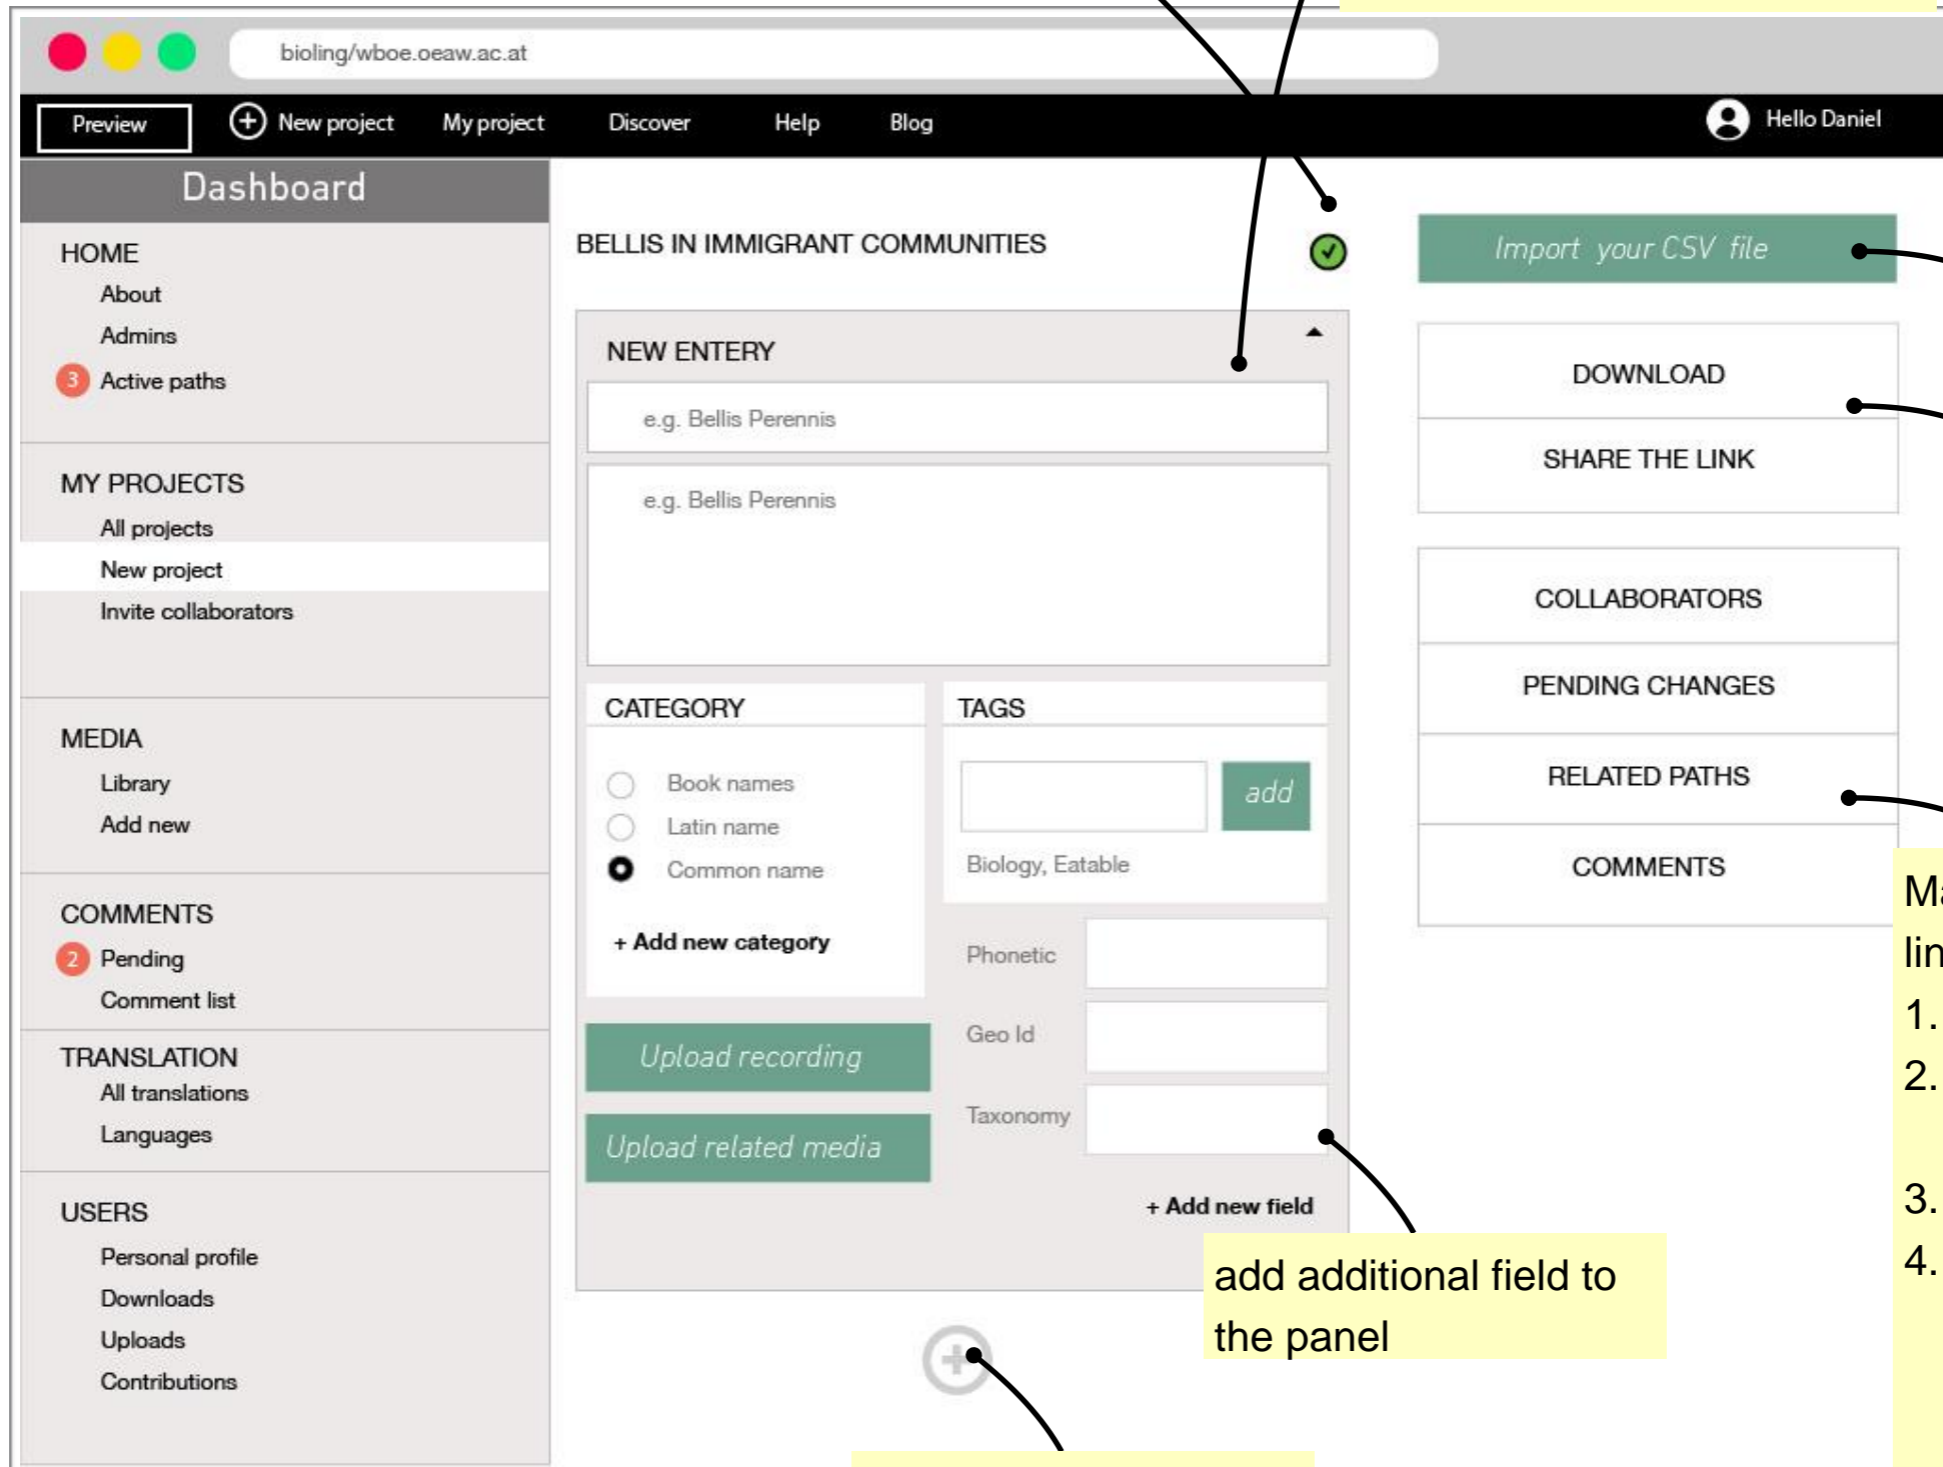 bioling/wboe.oeaw.ac.at
Preview New project My project Discover Help Blog Hello Daniel
Dashboard
HOME
About
Admins
3 Active paths
MY PROJECTS
All projects
New project
Invite collaborators
MEDIA
Library
Add new
COMMENTS
2 Pending
Comment list
TRANSLATION
All translations
Languages
USERS
Personal profile
Downloads
Uploads
Contributions
BELLIS IN IMMIGRANT COMMUNITIES
NEW ENTERY
e.g. Bellis Perennis
e.g. Bellis Perennis
CATEGORY
Book names
Latin name
Common name
+ Add new category
Upload recording
Upload related media
TAGS
add
Biology, Eatable
Phonetic
Geo Id
Taxonomy
+ Add new field
add additional field to
the panel
Import your CSV file
DOWNLOAD
SHARE THE LINK
COLLABORATORS
PENDING CHANGES
RELATED PATHS
COMMENTS
1.
2.
3.
4.